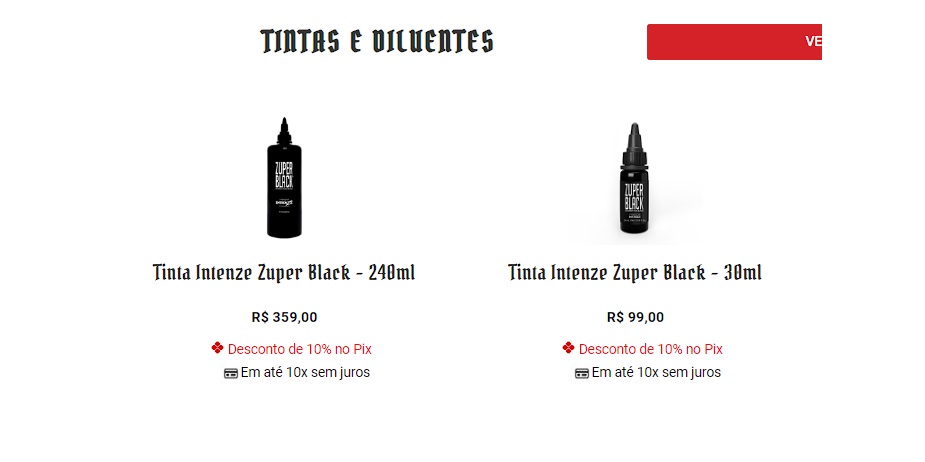 TINTAS E DILUENTES
VE
ZUPER
BLACK
ZUPER
BLACK
Tinta Intenze Zuper Black - 240ml
Tinta Intenze Zuper Black - 30ml
R$ 359,00
R$ 99,00
Desconto de 10% no Pix
Desconto de 10% no Pix
Em até 10x sem juros
Em até 10x sem juros